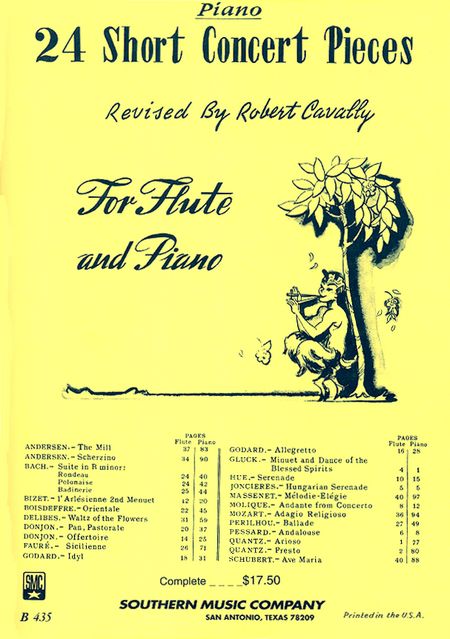 Piano
24 Short Concert Pieces
Revised By Robert Cavally
For Flute
and Piano
PAGES
Flute Piano
ANDERSEN.- The Mill 37 83
ANDERSEN.- Scherzino 34 90
BACH.- Suite in B minor:
Rondeau 24 40
Polonaise 24 42
Badinerie 25 44
BIZET.- l'Arlésienne 2nd Menuet 12 20
BOISDEFFRE.- Orientale 22 45
DELIBES.- Waltz of the Flowers 31 59
DONJON.- Pan, Pastorale 20 37
DONJON.- Offertoire 14 25
FAURÉ.- Sicilienne 26 71
GODARD.- Idyl 18 31
PAGES
Flute Piano
GODARD.- Allegretto 16 28
GLUCK.- Minuet and Dance of the
Blessed Spirits 4 1
HUE.- Serenade 10 15
JONCIERES.- Hungarian Serenade 5 5
MASSENET.- Mélodie-Élégie 40 97
MOLIQUE.- Andante from Concerto 8 12
MOZART.- Adagio Religioso 36 94
PERILHOU.- Ballade 27 49
PESSARD.- Andalouse 6 8
QUANTZ.- Arioso 1 77
QUANTZ.- Presto 2 80
SCHUBERT.- Ave Maria 40 88
SMC
Complete _ _ _ _ $17.50
B 435
SOUTHERN MUSIC COMPANY
SAN ANTONIO, TEXAS 78209
Printed in the U.S.A.